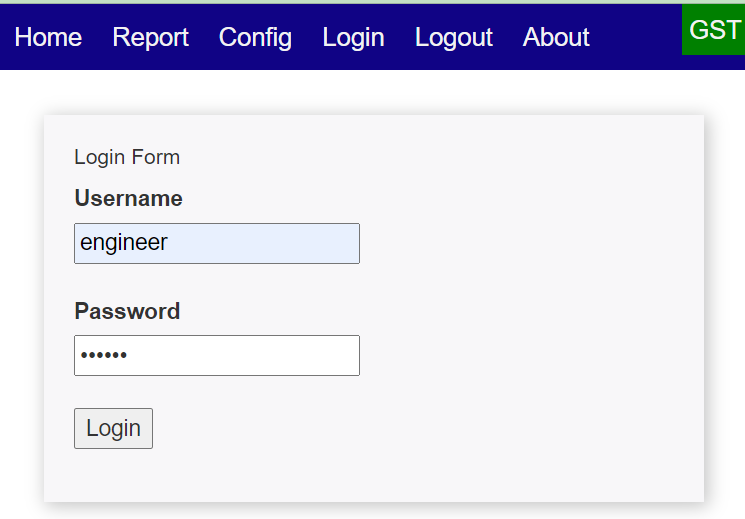 Home Report Config Login Logout About GST
Login Form
Username
engineer
Password
••••••
Login